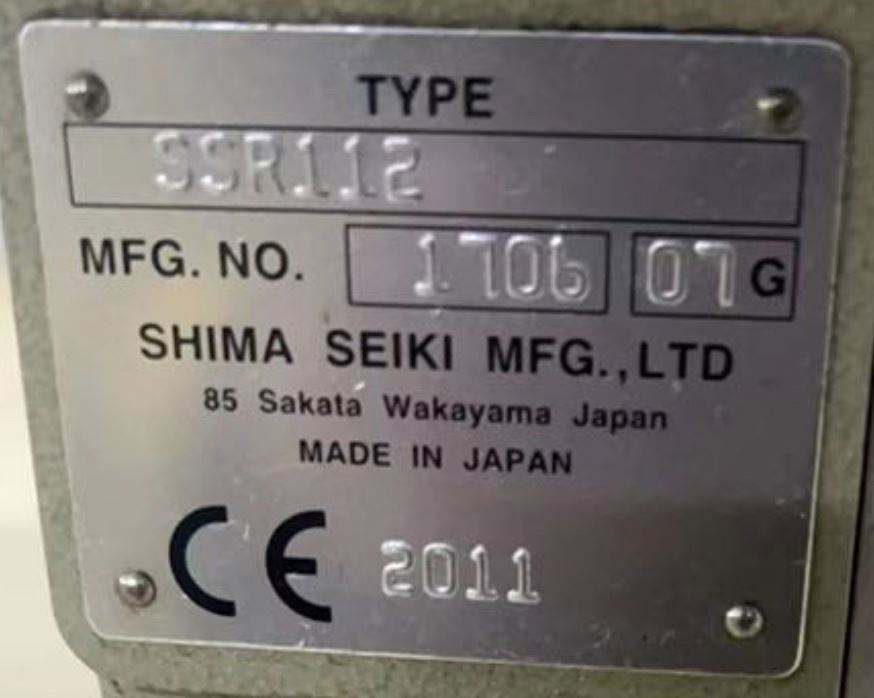 TYPE
SSR112
MFG. NO. 1706 07 G
SHIMA SEIKI MFG.,LTD
85 Sakata Wakayama Japan
MADE IN JAPAN
CE 2011